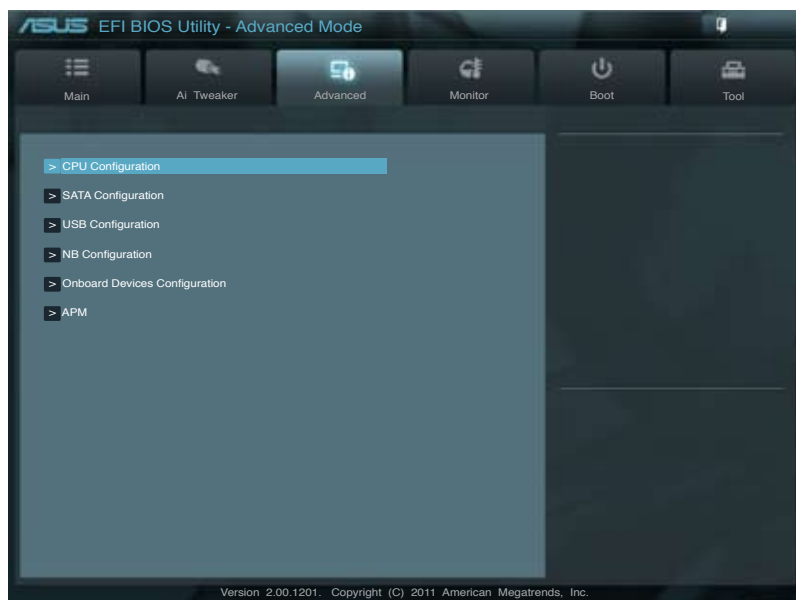 ASUS EFI BIOS Utility - Advanced Mode
Main
Ai Tweaker
Advanced
Monitor
Boot
Tool
> CPU Configuration
> SATA Configuration
> USB Configuration
> NB Configuration
> Onboard Devices Configuration
> APM
Version 2.00.1201. Copyright (C) 2011 American Megatrends, Inc.